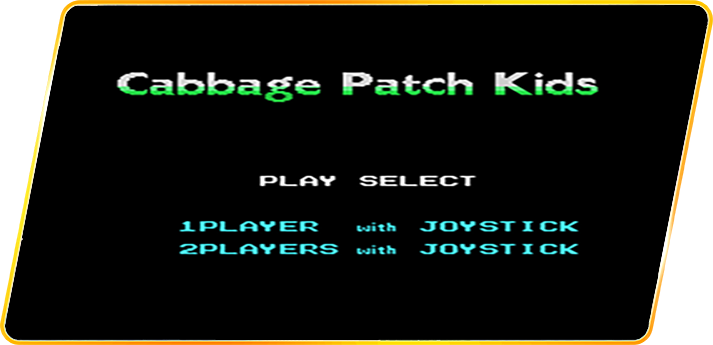 Cabbage Patch Kids
PLAY SELECT
1PLAYER with JOYSTICK
2PLAYERS with JOYSTICK